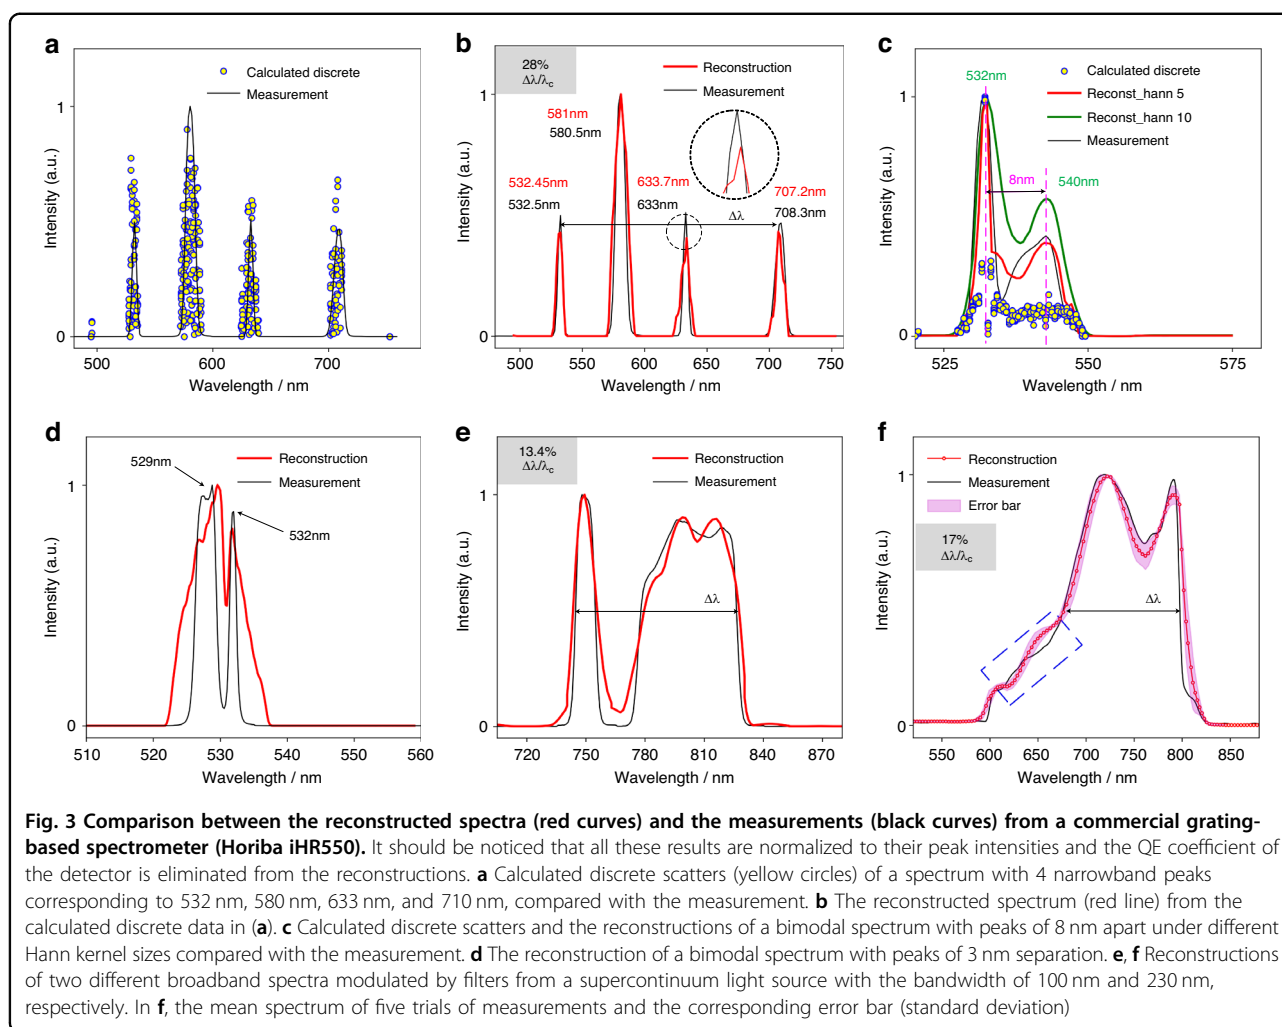 a
Calculated discrete
Measurement
1
0
500
600
700
Wavelength / nm
Intensity (a.u.)
b
28%
Δλ/λc
Reconstruction
Measurement
581nm
580.5nm
532.45nm
532.5nm
633.7nm
633nm
707.2nm
708.3nm
Δλ
1
0
500
550
600
650
700
750
Wavelength / nm
Intensity (a.u.)
c
532nm
Calculated discrete
Reconst_hann 5
Reconst_hann 10
Measurement
8nm
540nm
1
0
525
550
575
Wavelength / nm
Intensity (a.u.)
d
529nm
Reconstruction
Measurement
532nm
1
0
510
520
530
540
550
560
Wavelength / nm
Intensity (a.u.)
e
13.4%
Δλ/λc
Reconstruction
Measurement
Δλ
1
0
720
750
780
810
840
870
Wavelength / nm
Intensity (a.u.)
f
Reconstruction
Measurement
Error bar
17%
Δλ/λc
Δλ
1
0
550
600
650
700
750
800
850
Wavelength / nm
Intensity (a.u.)
Fig. 3 Comparison between the reconstructed spectra (red curves) and the measurements (black curves) from a commercial grating-
based spectrometer (Horiba iHR550). It should be noticed that all these results are normalized to their peak intensities and the QE coefficient of
the detector is eliminated from the reconstructions. a Calculated discrete scatters (yellow circles) of a spectrum with 4 narrowband peaks
corresponding to 532 nm, 580 nm, 633 nm, and 710 nm, compared with the measurement. b The reconstructed spectrum (red line) from the
calculated discrete data in (a). c Calculated discrete scatters and the reconstructions of a bimodal spectrum with peaks of 8 nm apart under different
Hann kernel sizes compared with the measurement. d The reconstruction of a bimodal spectrum with peaks of 3 nm separation. e, f Reconstructions
of two different broadband spectra modulated by filters from a supercontinuum light source with the bandwidth of 100 nm and 230 nm,
respectively. In f, the mean spectrum of five trials of measurements and the corresponding error bar (standard deviation)